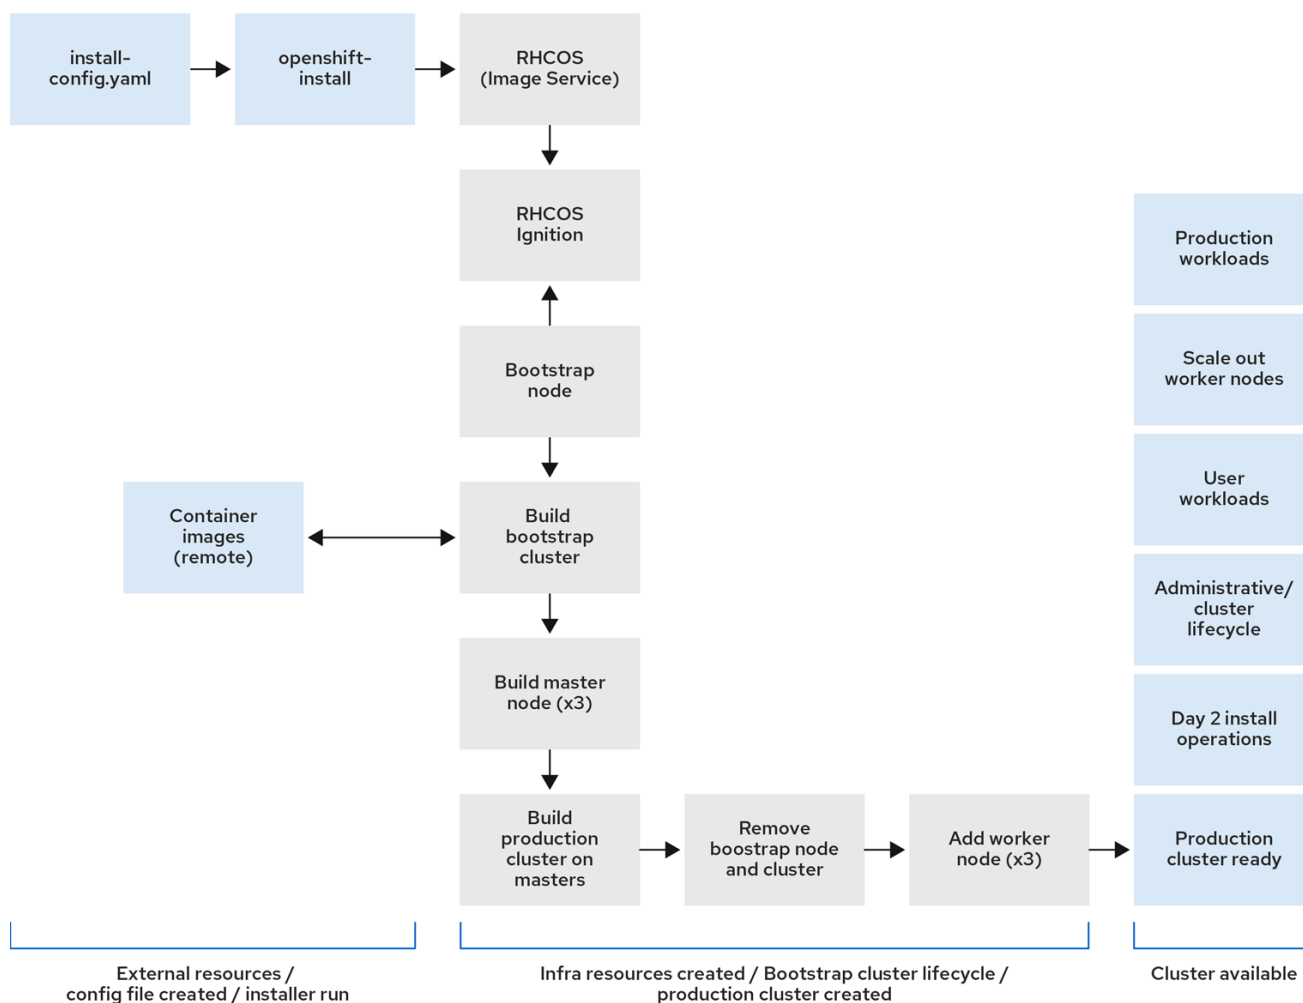 install-
config.yaml
openshift-
install
RHCOS
(Image Service)
RHCOS
Ignition
Bootstrap
node
Container
images
(remote)
Build
bootstrap
cluster
Build master
node (x3)
Build
production
cluster on
masters
Remove
boostrap node
and cluster
Add worker
node (x3)
Production
workloads
Scale out
worker nodes
User
workloads
Administrative/
cluster
lifecycle
Day 2 install
operations
Production
cluster ready
External resources /
config file created / installer run
Infra resources created / Bootstrap cluster lifecycle /
production cluster created
Cluster available